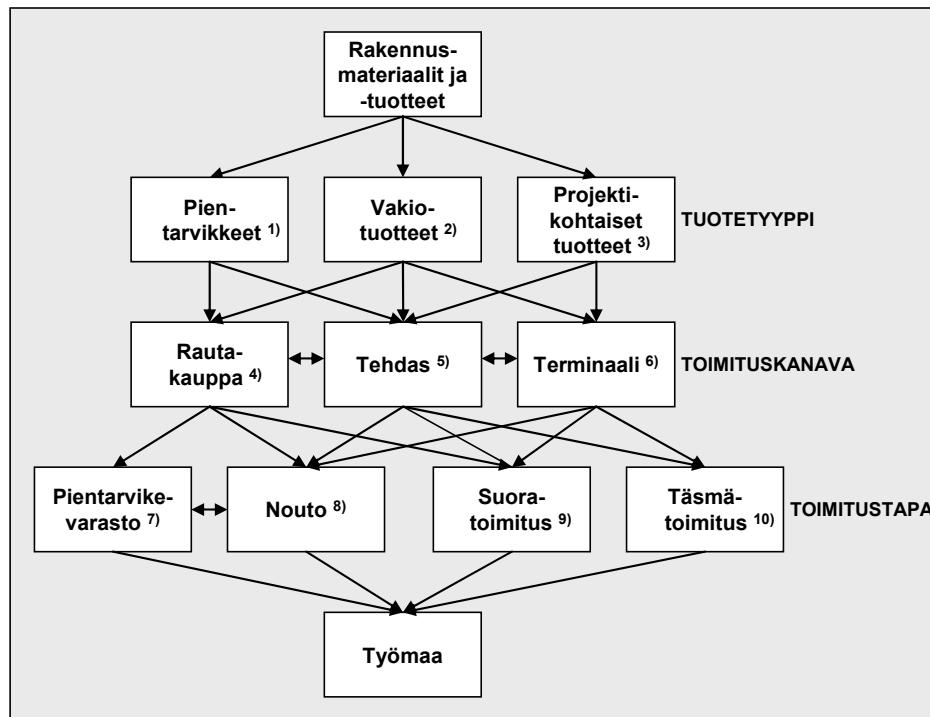 Rakennus-
materiaalit ja
-tuotteet
Pien-
tarvikkeet 1)
Vakio-
tuotteet 2)
Projekti-
kohtaiset
tuotteet 3)
TUOTETYYPPI
Rauta-
kauppa 4)
Tehdas 5)
Terminaali 6)
TOIMITUSKANAVA
Pientarvike-
varasto 7)
Nouto 8)
Suora-
toimitus 9)
Täsmä-
toimitus 10)
TOIMITUSTAPA
Työmaa